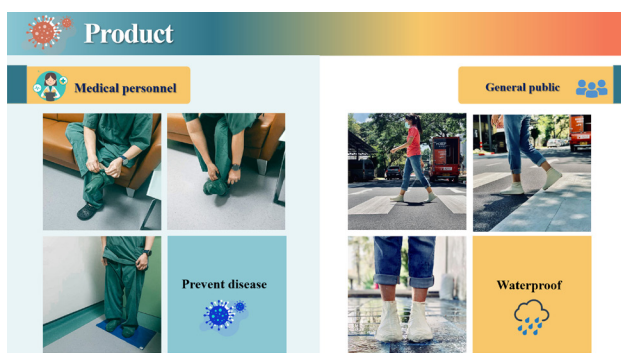 Product
Medical personnel
General public
Prevent disease
Waterproof